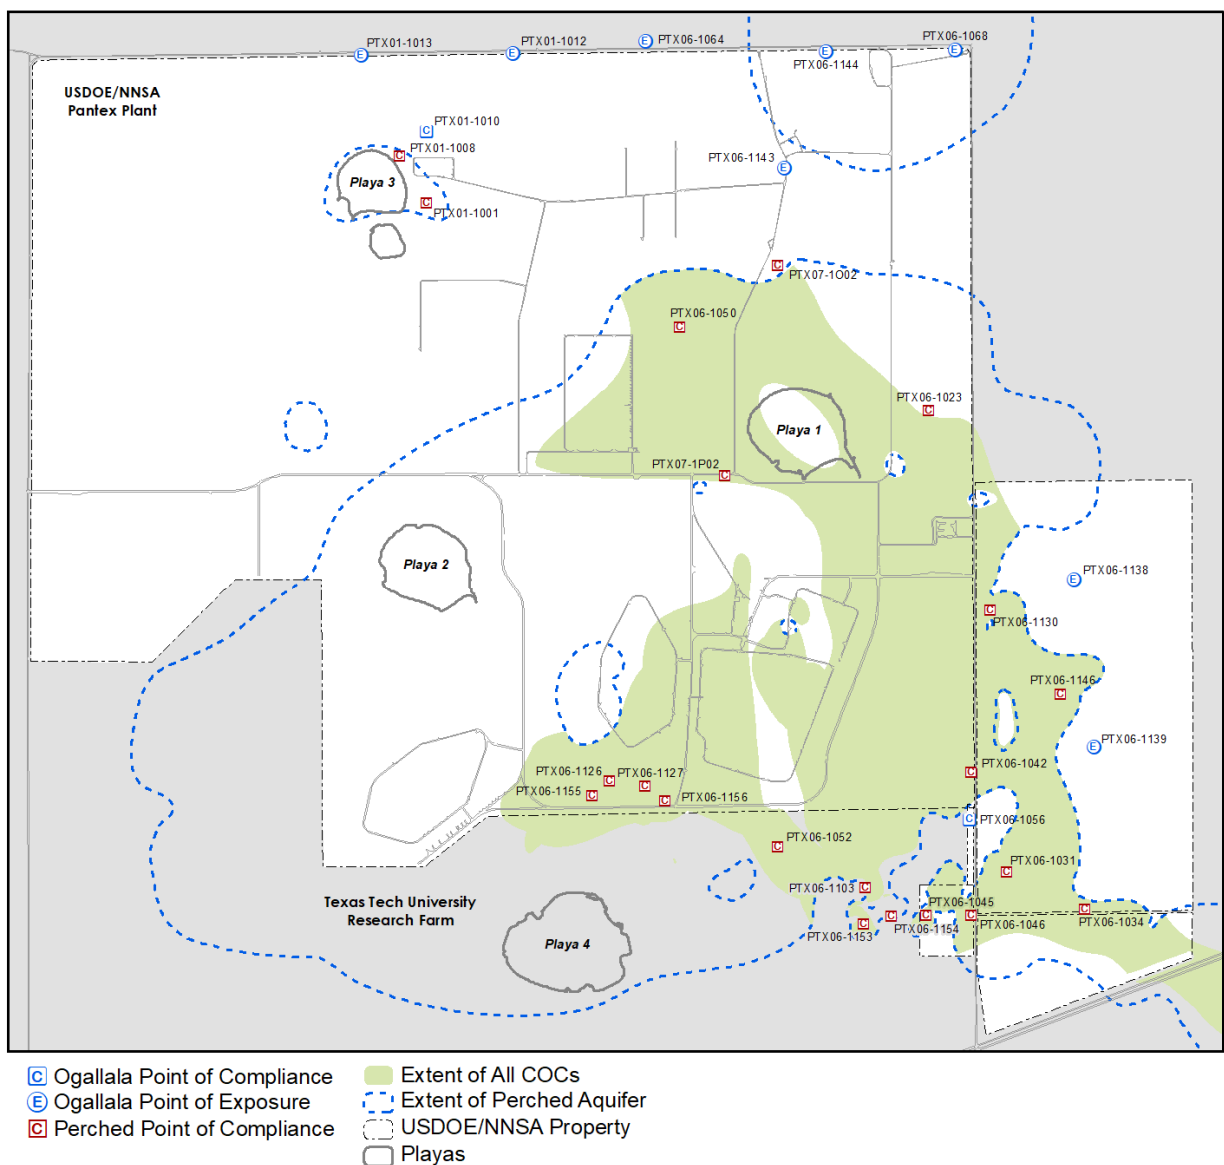 PTX01-1013
PTX01-1012
PTX06-1064
PTX06-1068
PTX06-1144
USDOE/NNSA
Pantex Plant
C PTX01-1010
C PTX01-1008
PTX06-1143
Playa 3
C PTX01-1001
C PTX07-1O02
PTX06-1050
C
PTX06-1023
C
Playa 1
PTX07-1P02
C
Playa 2
PTX06-1138
E
C PTX06-1130
PTX06-1146
C
PTX06-1139
E
PTX06-1042
C
PTX06-1126 C
PTX06-1127
C
PTX06-1155 C
C PTX06-1156
C PTX06-1056
PTX06-1052
C
PTX06-1031
C
PTX06-1103 C
Texas Tech University
Research Farm
PTX06-1045
C
PTX06-1034
C
PTX06-1046
C
PTX06-1154
C
PTX06-1153
C
Playa 4
E
E
E
E
E
E
C Ogallala Point of Compliance
E Ogallala Point of Exposure
C Perched Point of Compliance
Extent of All COCs
Extent of Perched Aquifer
USDOE/NNSA Property
Playas